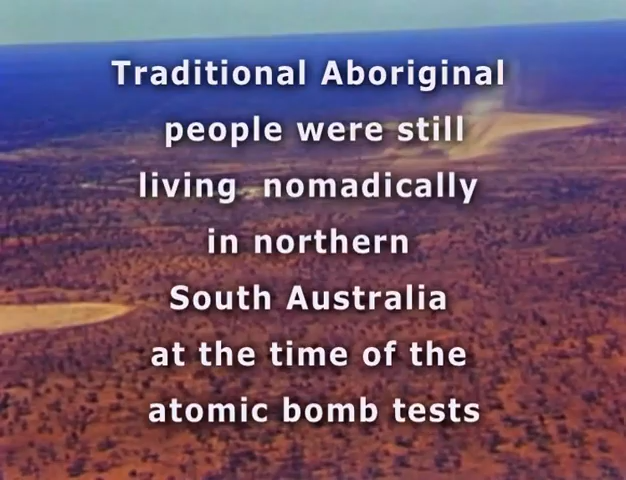 Traditional Aboriginal
people were still
living nomadically
in northern
South Australia
at the time of the
atomic bomb tests